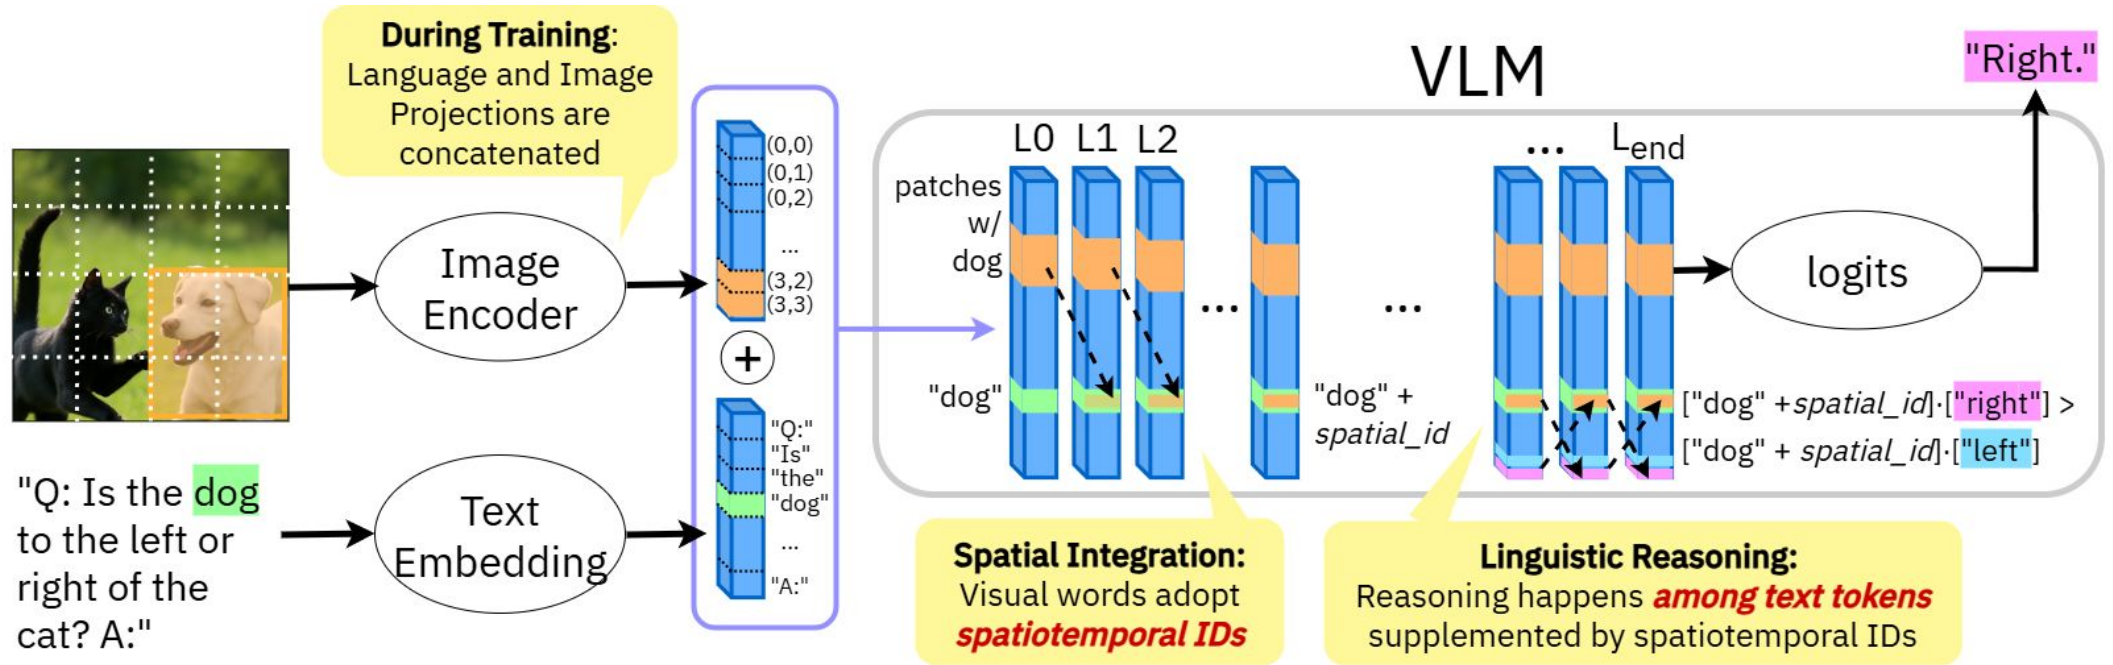 During Training:
Language and Image
Projections are
concatenated
Image
Encoder
(0,0)
(0,1)
(0,2)
...
(3,2)
(3,3)
+
"Q: Is the dog
to the left or
right of the
cat? A:"
Text
Embedding
"Q:"
"Is"
"the"
"dog"
...
"A:"
VLM
L0 L1 L2 ... Lend
patches
w/
dog
"dog"
...
...
"dog" +
spatial_id
logits
"Right."
["dog" +spatial_id]·["right"] >
["dog" + spatial_id]·["left"]
Spatial Integration:
Visual words adopt
spatiotemporal IDs
Linguistic Reasoning:
Reasoning happens among text tokens
supplemented by spatiotemporal IDs